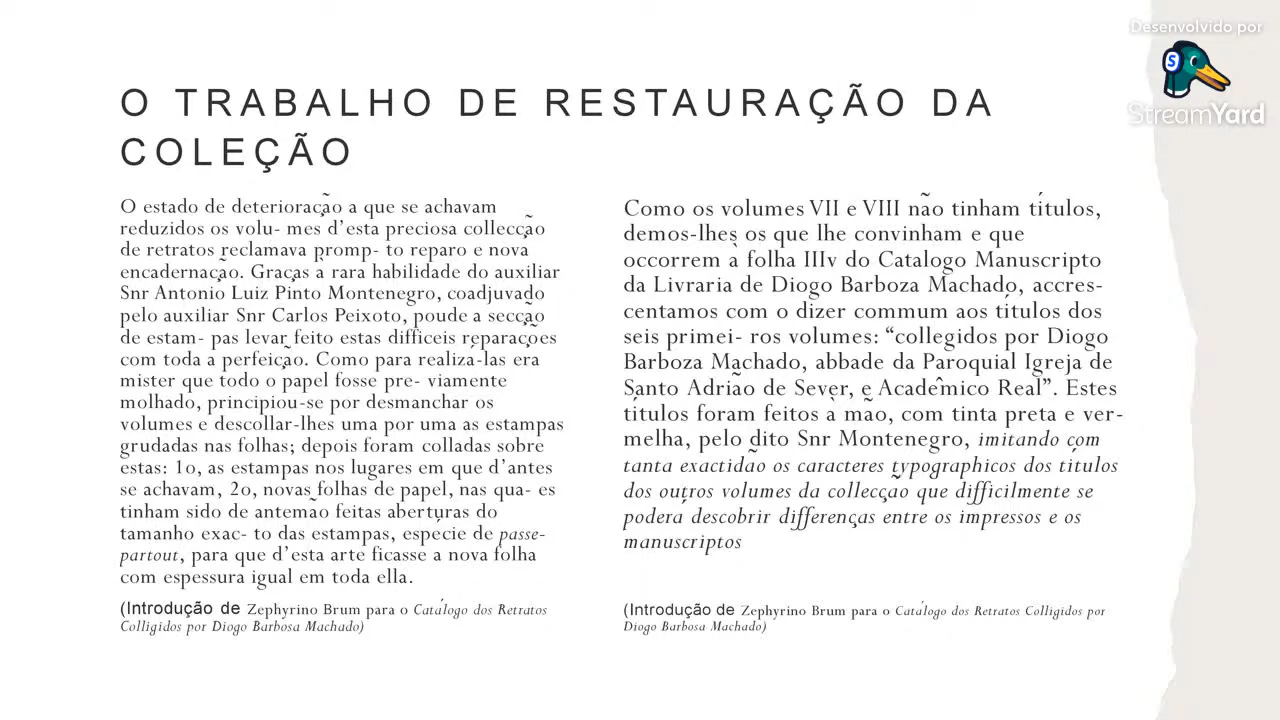 Desenvolvido por
StreamYard
O TRABALHO DE RESTAURAÇÃO DA
COLEÇÃO
O estado de deterioração a que se achavam
reduzidos os volu- mes d’esta preciosa collecção
de retratos reclamava promp- to reparo e nova
encadernação. Graças à rara habilidade do auxiliar
Snr Antonio Luiz Pinto Montenegro, coadjuvado
pelo auxiliar Snr Carlos Peixoto, poude a secção
de estam- pas levar feito estas difficeis reparações
com toda a perfeição. Como para realizá-las era
mister que todo o papel fosse pre- viamente
molhado, principiou-se por desmanchar os
volumes e descollar-lhes uma por uma as estampas
grudadas nas folhas; depois foram colladas sobre
estas: 1o, as estampas nos lugares em que d’antes
se achavam, 2o, novas folhas de papel, nas qua- es
tinham sido de antemão feitas aberturas do
tamanho exac- to das estampas, espécie de passe-
partout, para que d’esta arte ficasse a nova folha
com espessura igual em toda ella.
(Introdução de Zephyrino Brum para o Catálogo dos Retratos
Colligidos por Diogo Barbosa Machado)
Como os volumes VII e VIII não tinham títulos,
demos-lhes os que lhe convinham e que
occorrem à folha IIIv do Catalogo Manuscripto
da Livraria de Diogo Barboza Machado, accres-
centamos com o dizer commum aos títulos dos
seis primei- ros volumes: “collegidos por Diogo
Barboza Machado, abbade da Paroquial Igreja de
Santo Adrião de Sever, e Acadêmico Real”. Estes
títulos foram feitos à mão, com tinta preta e ver-
melha, pelo dito Snr Montenegro, imitando com
tanta exactidão os caracteres typographicos dos títulos
dos outros volumes da collecção que difficilmente se
poderá descobrir differenças entre os impressos e os
manuscriptos
(Introdução de Zephyrino Brum para o Catálogo dos Retratos Colligidos por
Diogo Barbosa Machado)